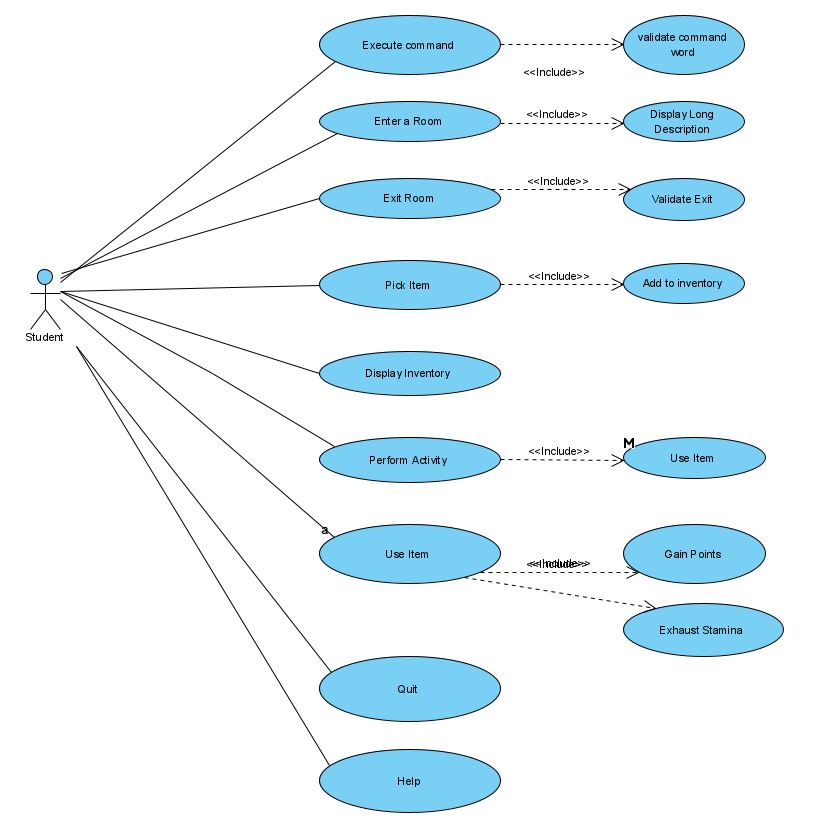 Execute command
validate command
word
<<Include>>
Enter a Room
<<Include>>
Display Long
Description
Exit Room
<<Include>>
Validate Exit
Student
Pick Item
<<Include>>
Add to inventory
Display Inventory
Perform Activity
<<Include>>
M
Use Item
a
Use Item
<<Include>>
<<Include>>
Gain Points
Exhaust Stamina
Quit
Help